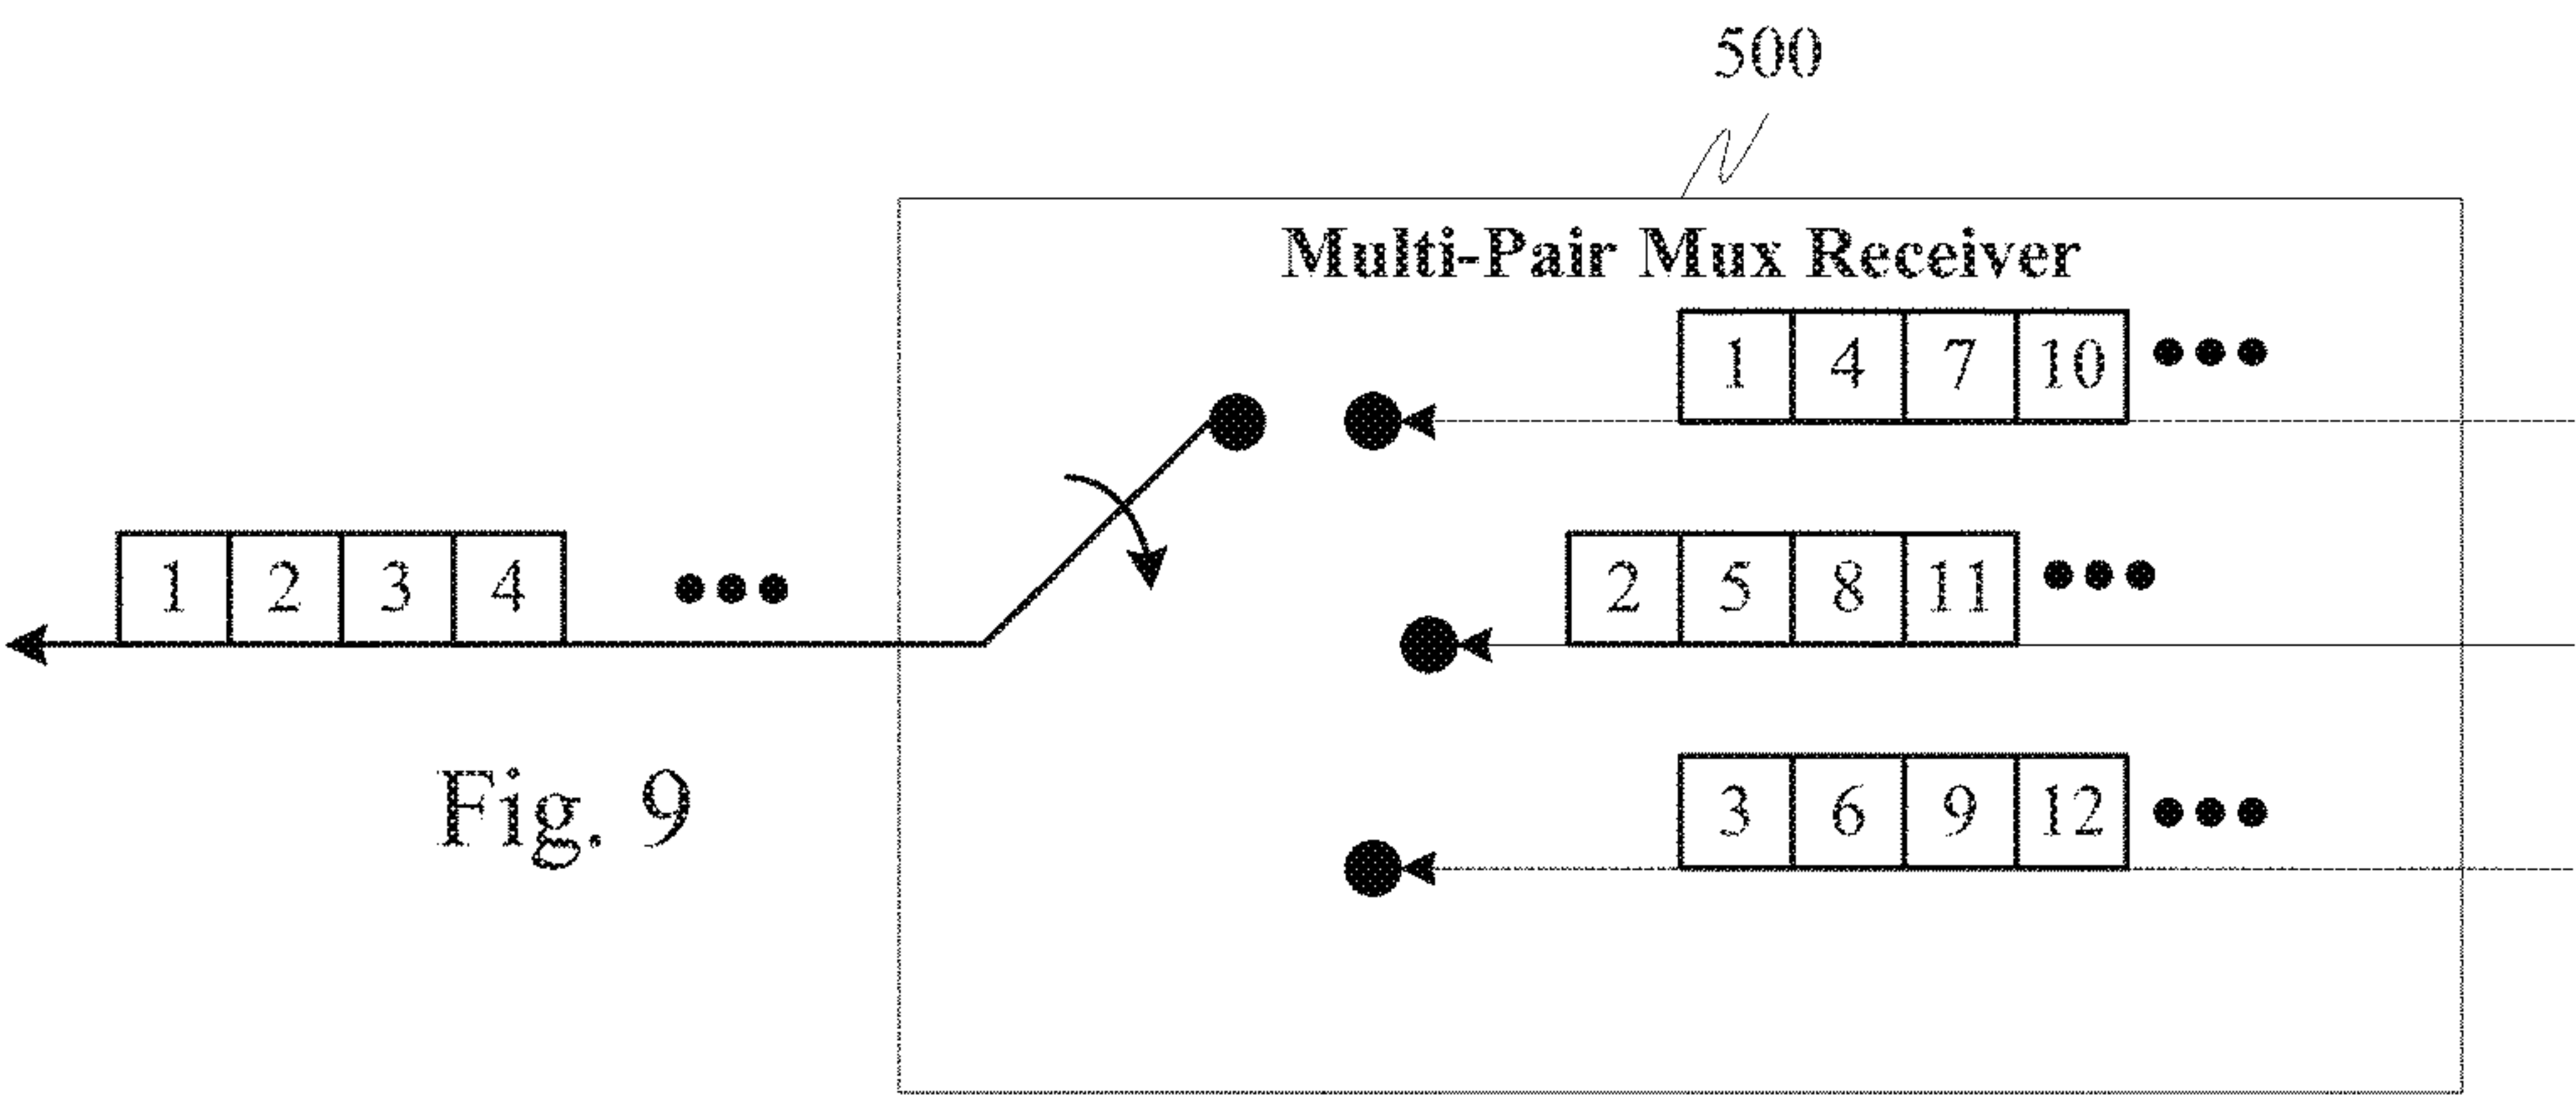 500
Multi-Pair Mux Receiver
1 4 7 10 •••
1 2 3 4 •••
2 5 8 11 •••
Fig. 9
3 6 9 12 •••